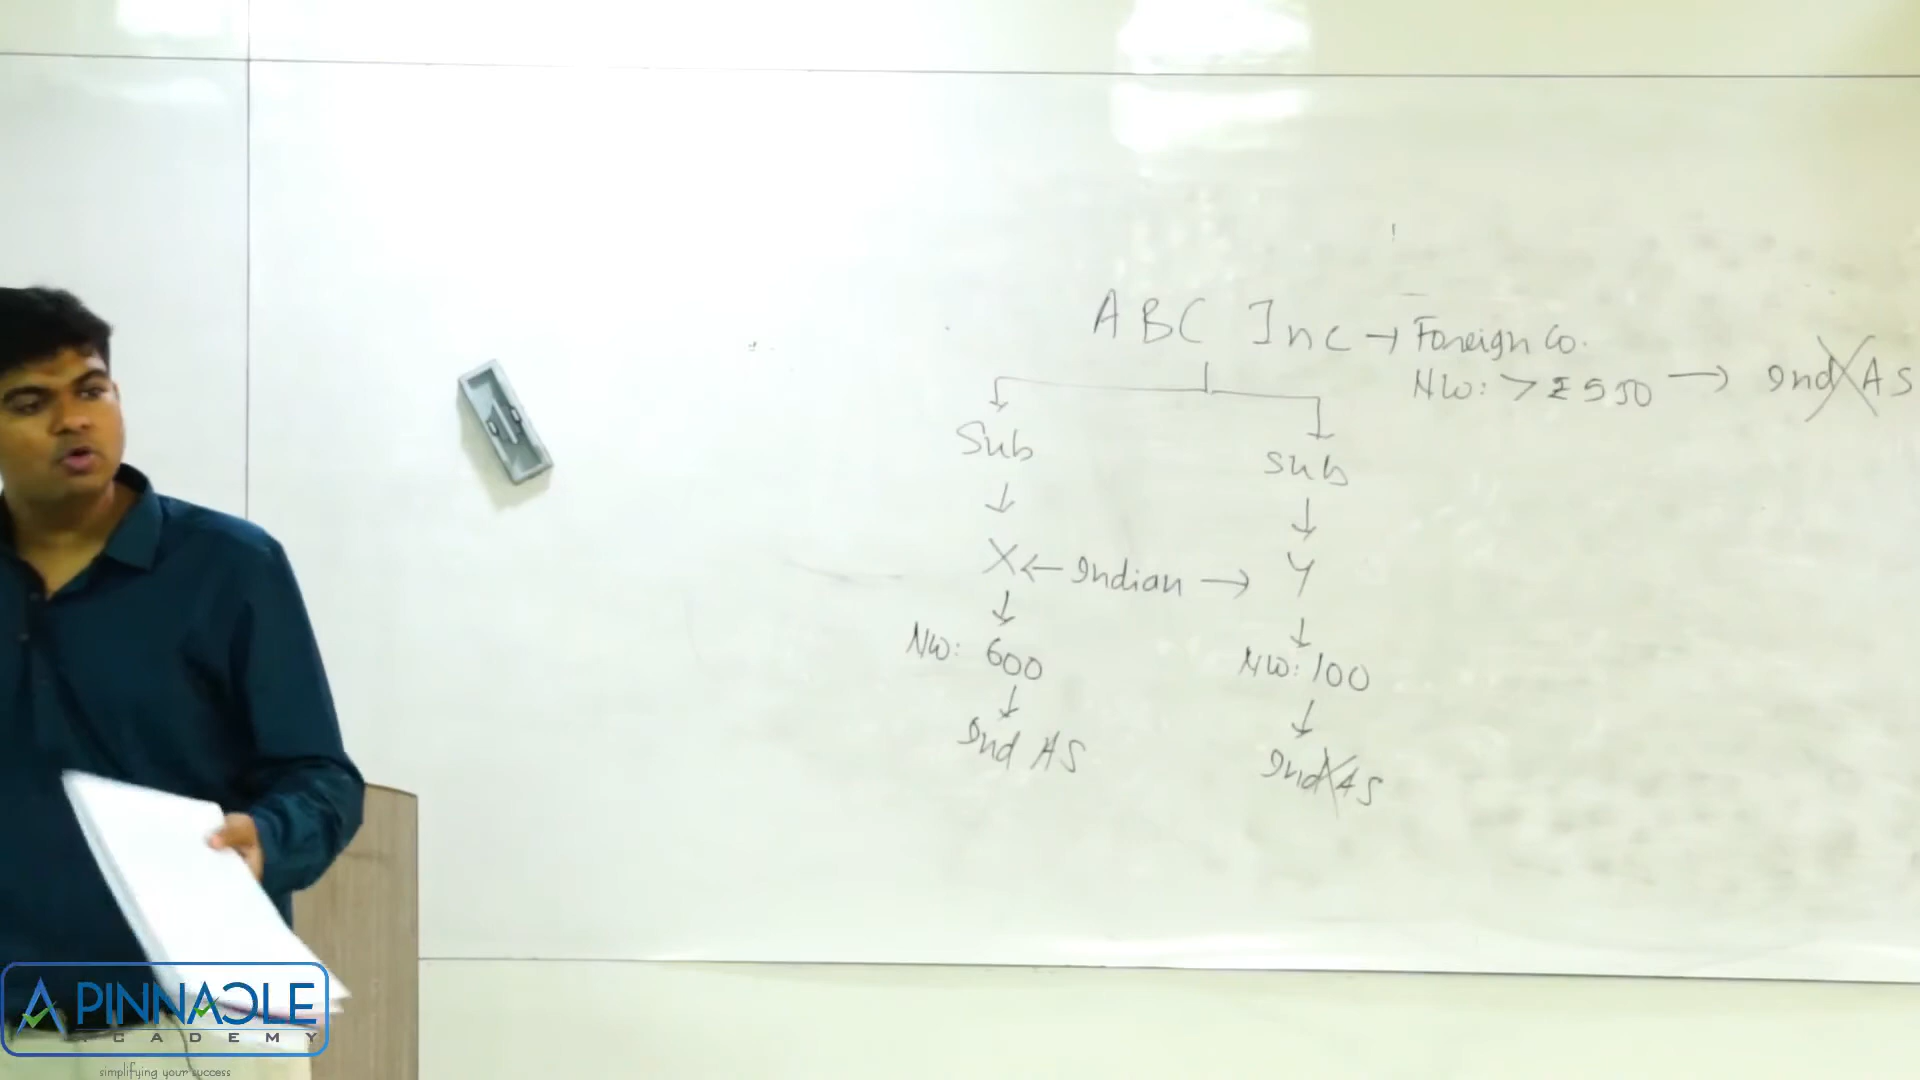 ABC Inc → Foreign Co.
NW: > ₹ 550 → Ind AS
Sub
Sub
↓
↓
X ← Indian → Y
↓
↓
NW: 600
NW: 100
↓
↓
Ind AS
Ind AS
A PINNACLE
ACADEMY
simplifying your success